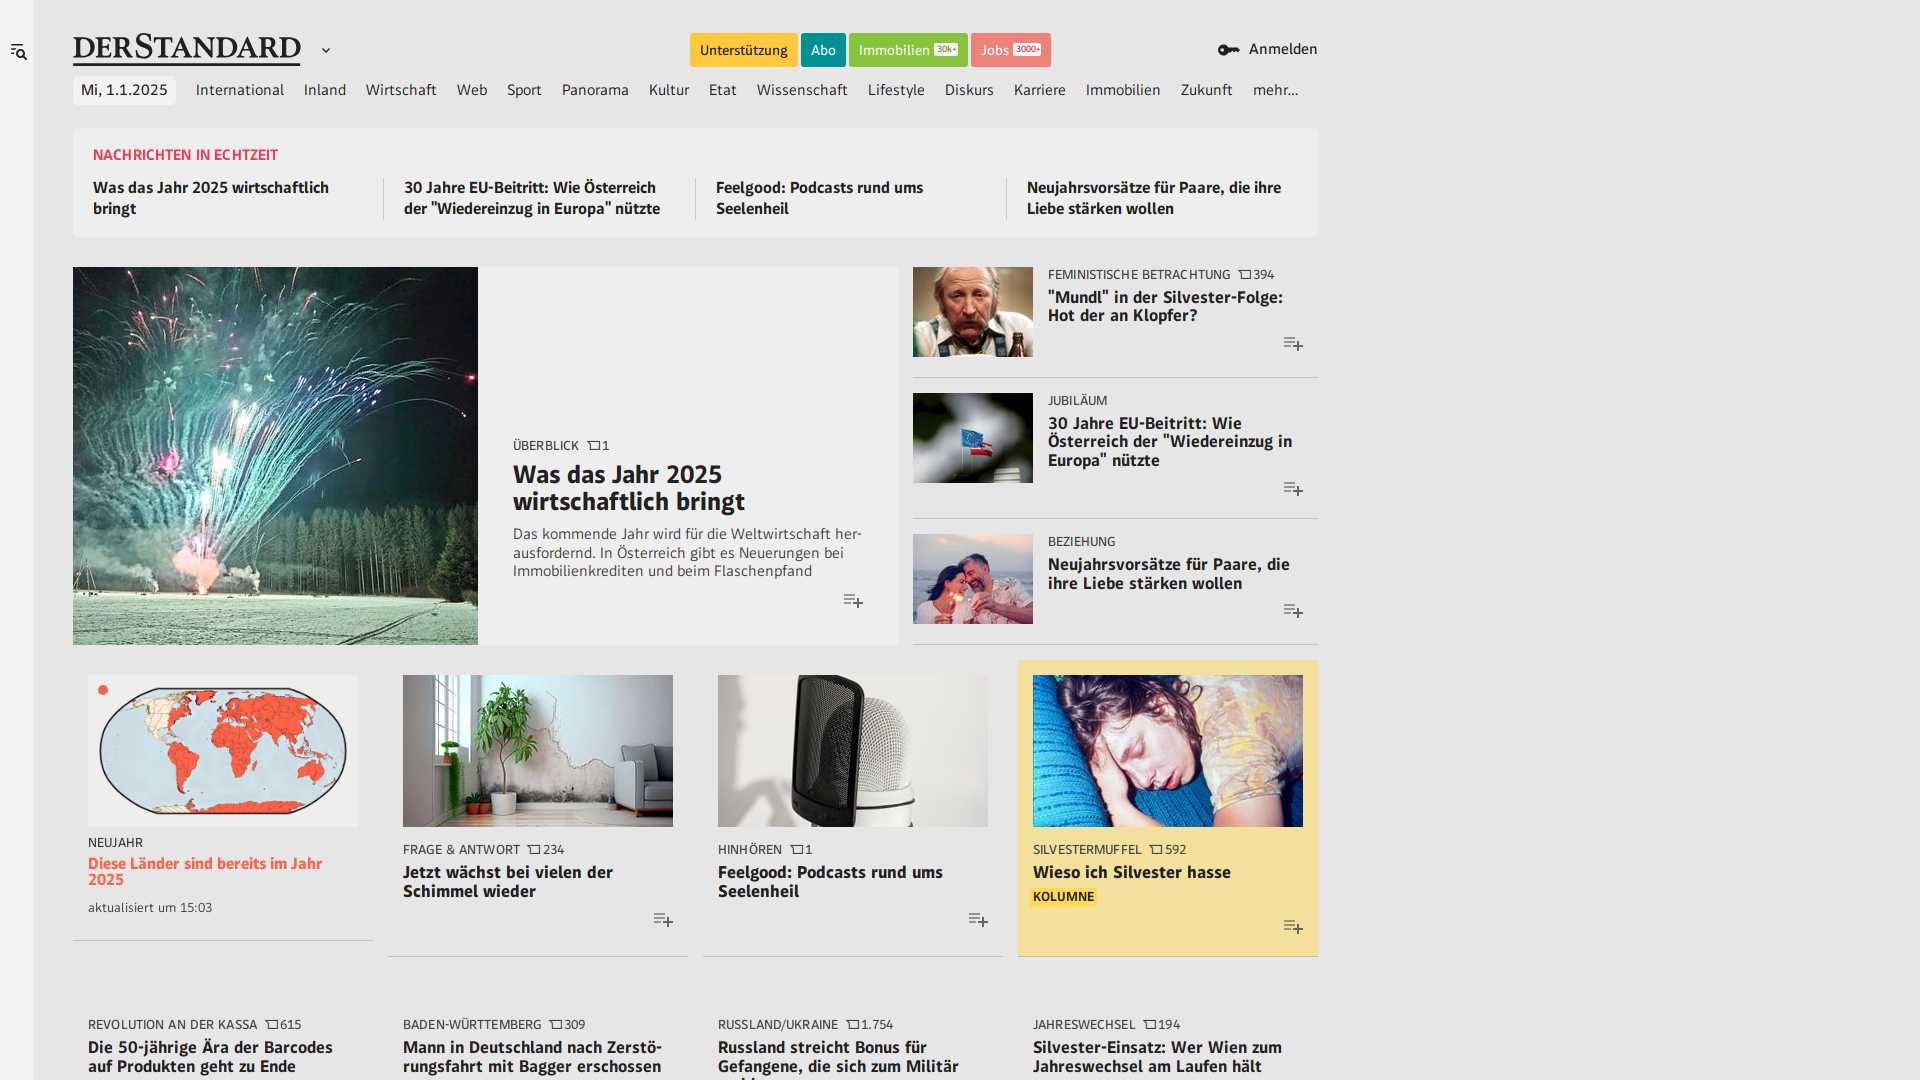 DERSTANDARD
Unterstützung
Abo
Immobilien 30k+
Jobs 3000+
Anmelden
Mi, 1.1.2025
International
Inland
Wirtschaft
Web
Sport
Panorama
Kultur
Etat
Wissenschaft
Lifestyle
Diskurs
Karriere
Immobilien
Zukunft
mehr...
NACHRICHTEN IN ECHTZEIT
Was das Jahr 2025 wirtschaftlich
bringt
30 Jahre EU-Beitritt: Wie Österreich
der "Wiedereinzug in Europa" nützte
Feelgood: Podcasts rund ums
Seelenheil
Neujahrsvorsätze für Paare, die ihre
Liebe stärken wollen
ÜBERBLICK 1
Was das Jahr 2025
wirtschaftlich bringt
Das kommende Jahr wird für die Weltwirtschaft her-
ausfordernd. In Österreich gibt es Neuerungen bei
Immobilienkrediten und beim Flaschenpfand
FEMINISTISCHE BETRACHTUNG 394
"Mundl" in der Silvester-Folge:
Hot der an Klopfer?
JUBILÄUM
30 Jahre EU-Beitritt: Wie
Österreich der "Wiedereinzug in
Europa" nützte
BEZIEHUNG
Neujahrsvorsätze für Paare, die
ihre Liebe stärken wollen
NEUJAHR
Diese Länder sind bereits im Jahr
2025
aktualisiert um 15:03
FRAGE & ANTWORT 234
Jetzt wächst bei vielen der
Schimmel wieder
HINHÖREN 1
Feelgood: Podcasts rund ums
Seelenheil
SILVESTERMUFFEL 592
Wieso ich Silvester hasse
KOLUMNE
REVOLUTION AN DER KASSA 615
Die 50-jährige Ära der Barcodes
auf Produkten geht zu Ende
BADEN-WÜRTTEMBERG 309
Mann in Deutschland nach Zerstö-
rungsfahrt mit Bagger erschossen
RUSSLAND/UKRAINE 1.754
Russland streicht Bonus für
Gefangene, die sich zum Militär
JAHRESWECHSEL 194
Silvester-Einsatz: Wer Wien zum
Jahreswechsel am Laufen hält